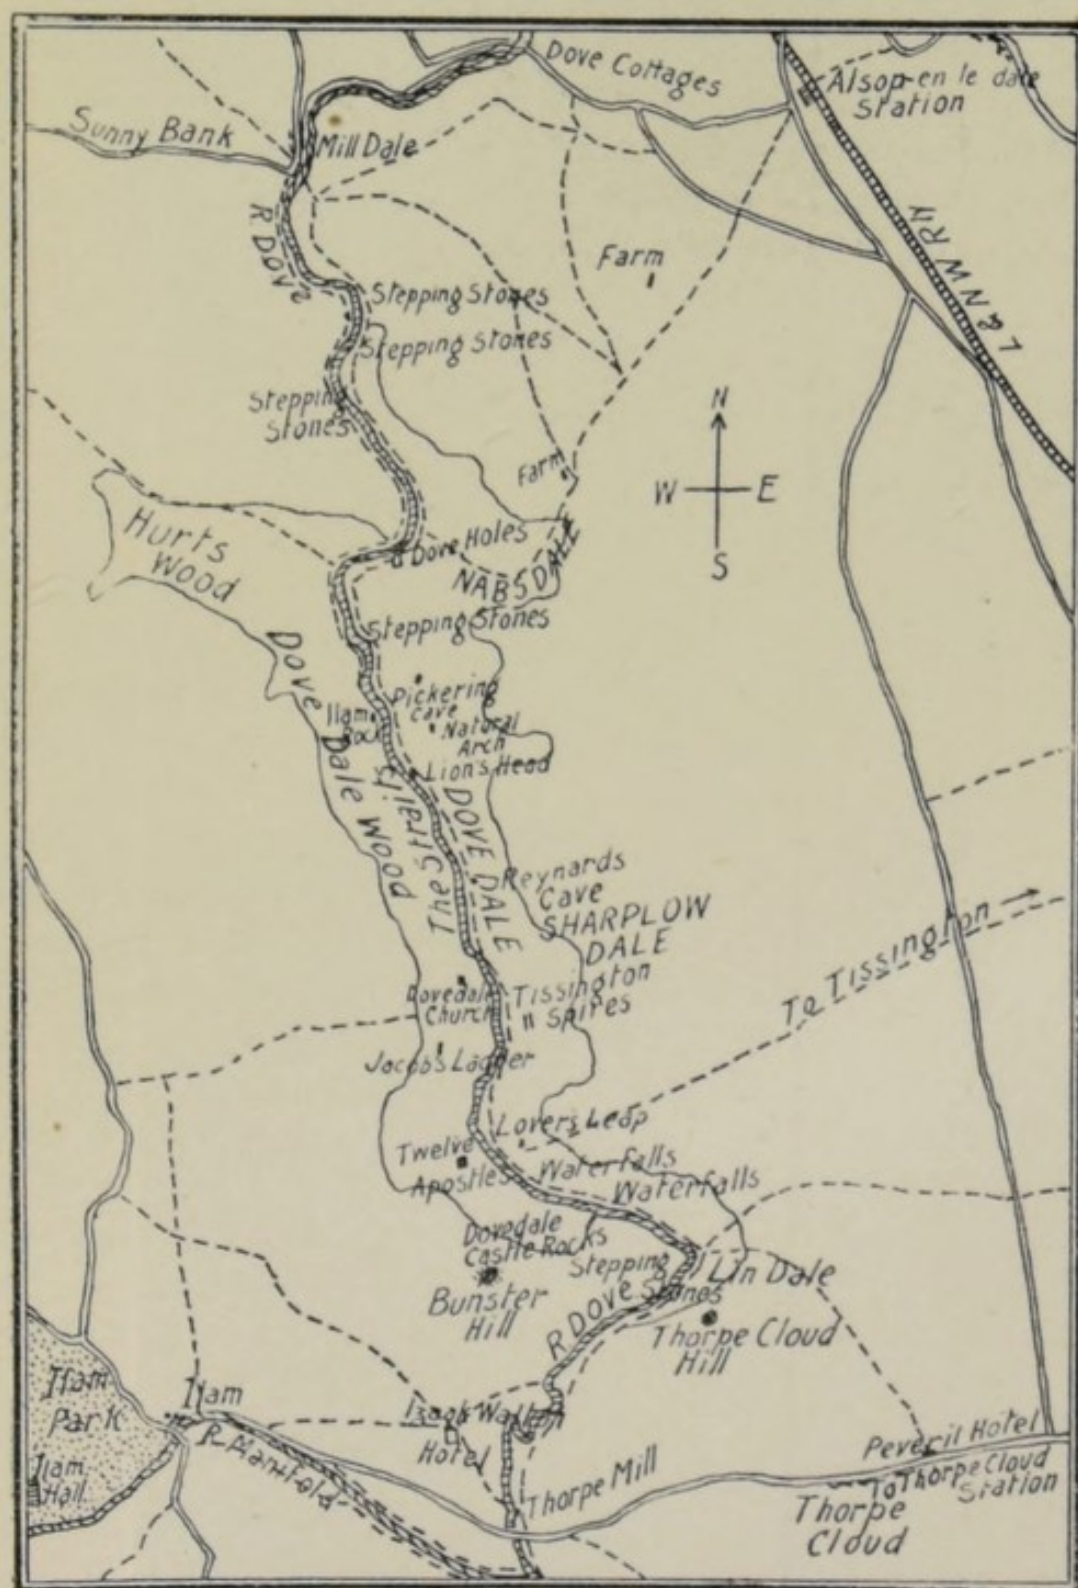 Dove Cottages
Alsop-en le dale
Station
Sunny Bank
Mill Dale
R Dove
L&NW Rly
Farm
Stepping Stones
Stepping Stones
Stepping
Stones
N
W E
S
Farm
Hurts
Wood
Dove Holes
NABSDALE
Stepping Stones
Dove Dale Wood
Pickering
Cave
Ilam
Rock
Natural
Arch
Lion's Head
The Straits
DOVE DALE
Reynards
Cave
SHARPLOW
DALE
Dovedale
Church
Tissington
Spires
To Tissington
Jacob's Ladder
Lovers Leap
Twelve
Apostles
Waterfalls
Waterfalls
Dovedale
Castle Rocks
Stepping
Stones
Lin Dale
Bunster
Hill
R DOVE
Thorpe Cloud
Hill
Ilam
Park
Ilam
Izaak Walton
Hotel
R. Manifold
Ilam
Hall
Peveril Hotel
To Thorpe Cloud
Station
Thorpe Mill
Thorpe
Cloud